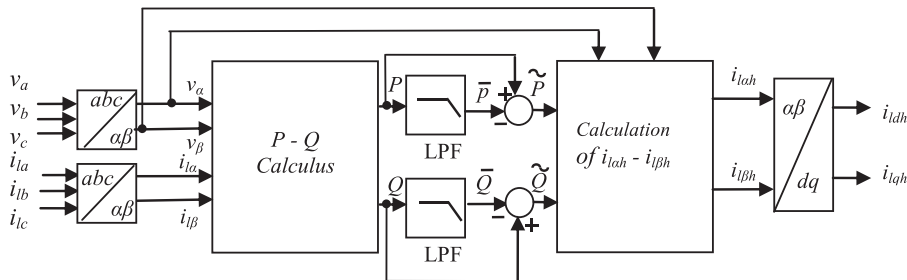 v_a
v_b
v_c
i_la
i_lb
i_lc
abc
αβ
abc
αβ
v_α
v_β
i_lα
i_lβ
P - Q
Calculus
P
LPF
p̄
+
−
P̃
Q
LPF
Q̄
−
+
Q̃
Calculation
of i_lαh - i_lβh
i_lαh
i_lβh
αβ
dq
i_ldh
i_lqh